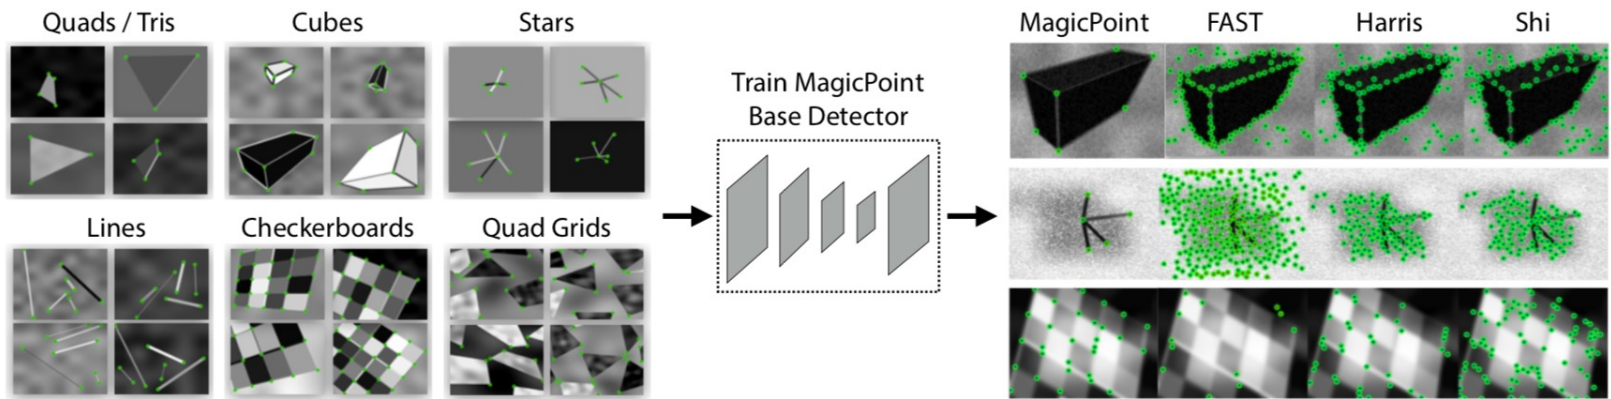 Quads / Tris
Cubes
Stars
Lines
Checkerboards
Quad Grids
Train MagicPoint
Base Detector
MagicPoint
FAST
Harris
Shi